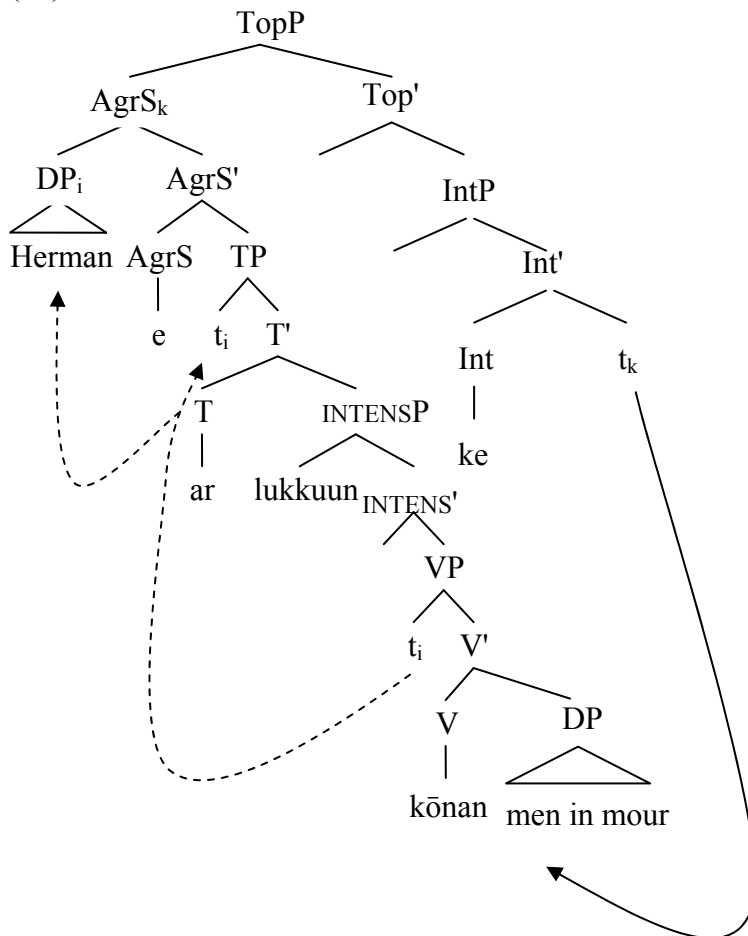 TopP
AgrSₖ Top'
DPᵢ AgrS' IntP
Herman AgrS TP Int'
e tᵢ T' Int tₖ
T INTENSP ke
ar lukkuun INTENS'
VP
tᵢ V'
V DP
kōnan men in mour